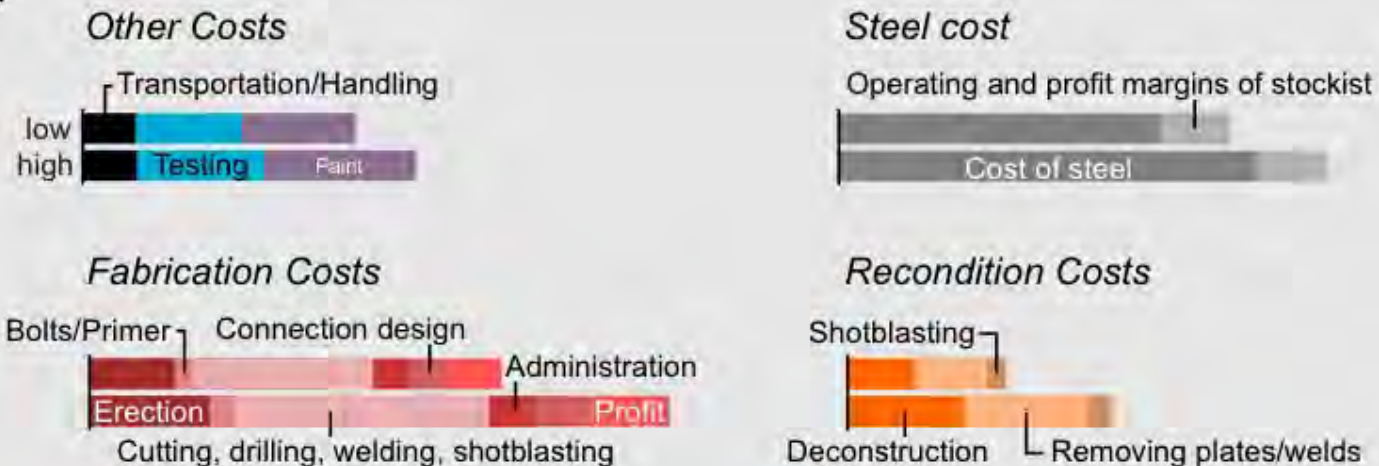 Other Costs
Transportation/Handling
low
high
Testing
Paint
Steel cost
Operating and profit margins of stockist
Cost of steel
Fabrication Costs
Bolts/Primer
Connection design
Administration
Erection
Profit
Cutting, drilling, welding, shotblasting
Recondition Costs
Shotblasting
Deconstruction
Removing plates/welds